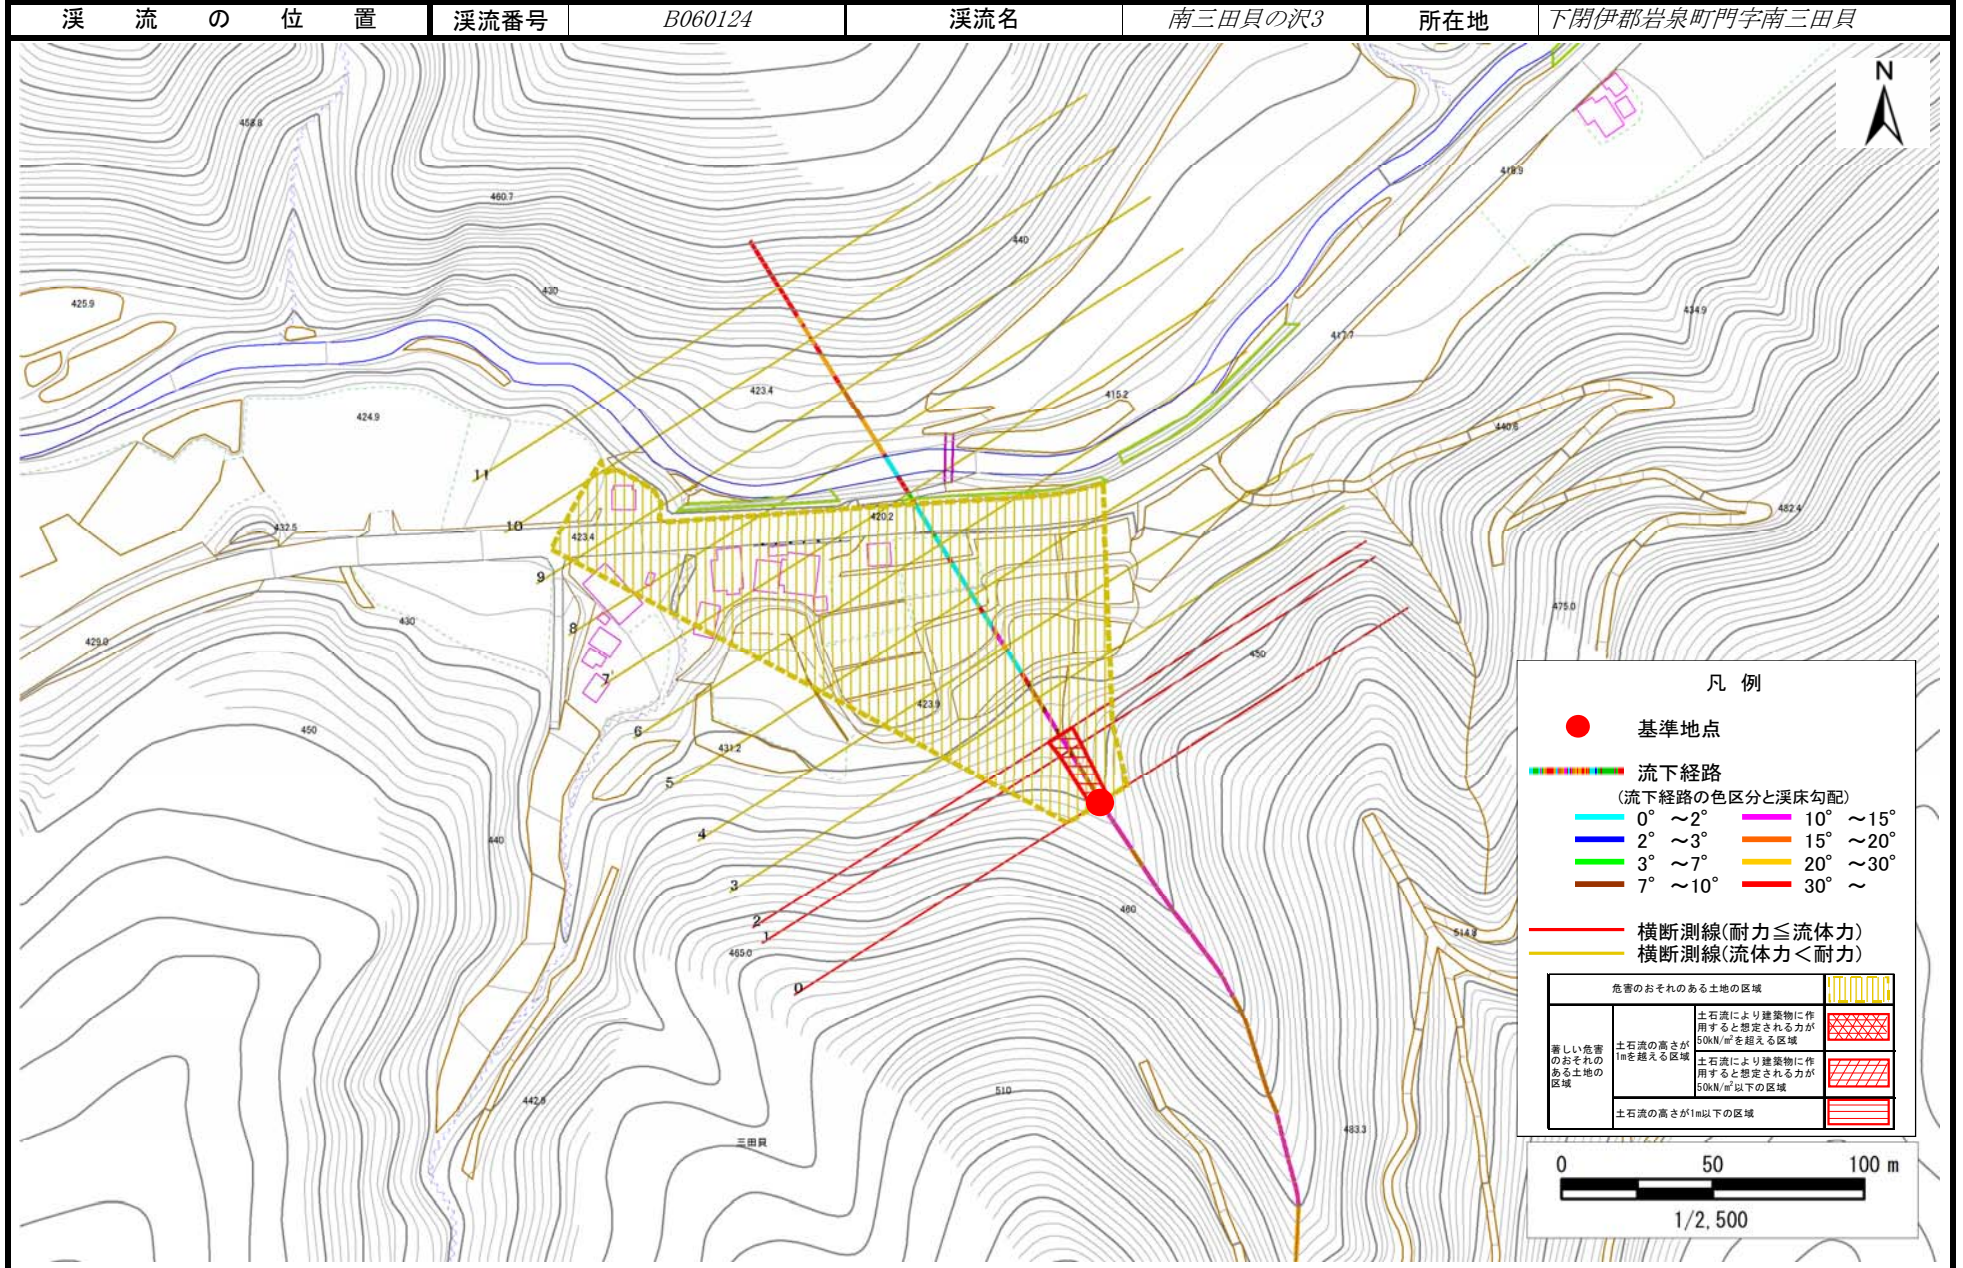 渓流の位置 渓流番号 B060124 渓流名 南三田貝の沢3 所在地 下閉伊郡岩泉町門字南三田貝
N
458.8
460.7
440
418.9
425.9
430
434.9
417.7
423.4
415.2
424.9
440.6
11
10
432.5
423.4
420.2
482.4
9
475.0
430
8
429.0
450
7
423.9
450
6
431.2
5
440
4
3
460
2
1
465.0
514.8
0
510
442.9
483.3
三田貝
凡 例
基準地点
流下経路
(流下経路の色区分と渓床勾配)
0° ～2° 10° ～15°
2° ～3° 15° ～20°
3° ～7° 20° ～30°
7° ～10° 30° ～
横断測線(耐力≦流体力)
横断測線(流体力＜耐力)
危害のおそれのある土地の区域
著しい危害
のおそれの
ある土地の
区域
土石流の高さが
1mを越える区域
土石流により建築物に作
用すると想定される力が
50kN/m²を超える区域
土石流により建築物に作
用すると想定される力が
50kN/m²以下の区域
土石流の高さが1m以下の区域
0 50 100 m
1/2,500